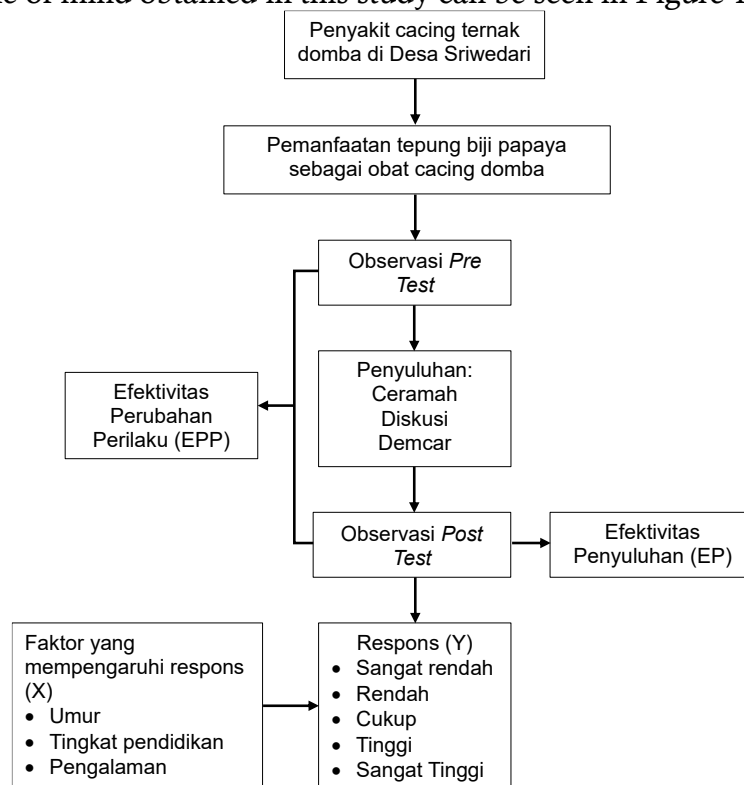 e of mind obtained in this study can be seen in Figure 1
Penyakit cacing ternak
domba di Desa Sriwedari
Pemanfaatan tepung biji papaya
sebagai obat cacing domba
Observasi Pre
Test
Penyuluhan:
Ceramah
Diskusi
Demcar
Efektivitas
Perubahan
Perilaku (EPP)
Observasi Post
Test
Efektivitas
Penyuluhan (EP)
Faktor yang
mempengaruhi respons
(X)
• Umur
• Tingkat pendidikan
• Pengalaman
Respons (Y)
• Sangat rendah
• Rendah
• Cukup
• Tinggi
• Sangat Tinggi